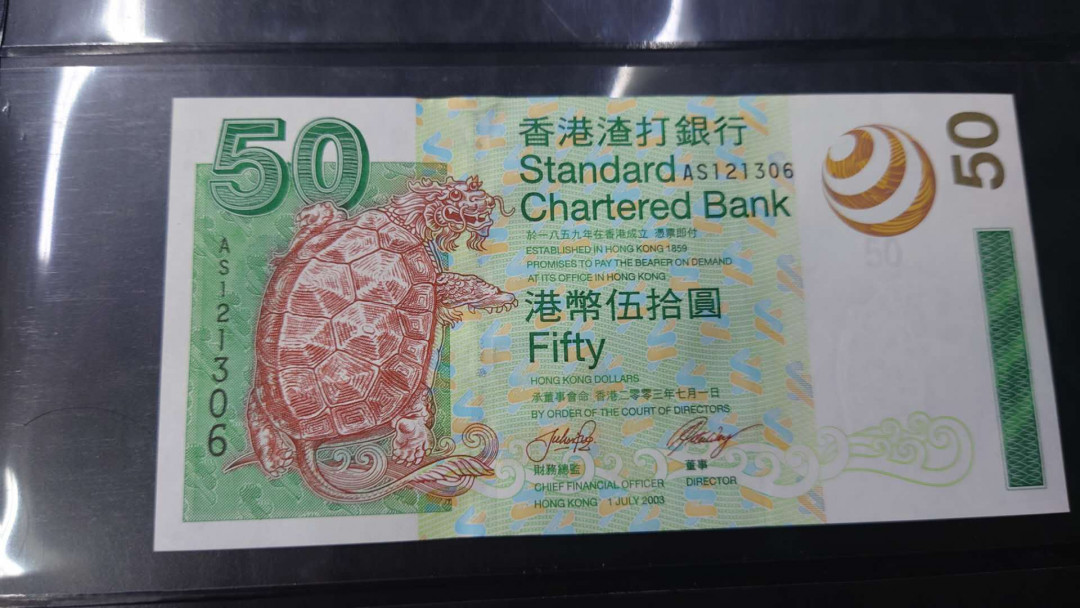 50
AS121306
香港渣打銀行
Standard AS121306
Chartered Bank
於一八五九年在香港成立 憑票即付
ESTABLISHED IN HONG KONG 1859
PROMISES TO PAY THE BEARER ON DEMAND
AT ITS OFFICE IN HONG KONG
港幣伍拾圓
Fifty
HONG KONG DOLLARS
承董事會命 香港二零零三年七月一日
BY ORDER OF THE COURT OF DIRECTORS
財務總監
CHIEF FINANCIAL OFFICER
董事
DIRECTOR
HONG KONG 1 JULY 2003
50
50